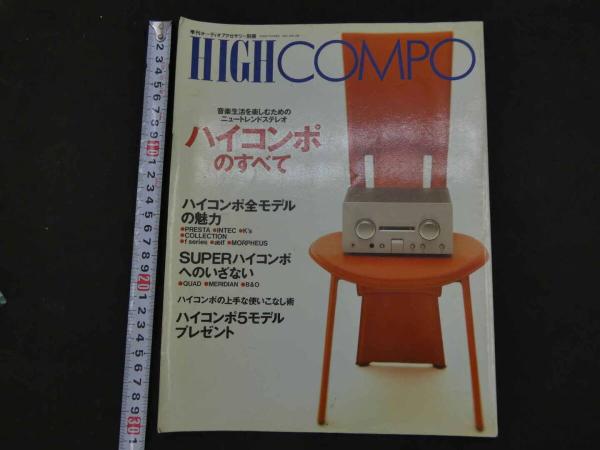 季刊オーディオアクセサリー別冊
HIGH COMPO
音楽生活を楽しむための
ニュートレンドステレオ
ハイコンポ
のすべて
ハイコンポ全モデル
の魅力
●PRESTA ●INTEC ●K's
●COLLECTION
●f series ●ælf ●MORPHEUS
SUPERハイコンポ
へのいざない
●QUAD ●MERIDIAN ●B&O
ハイコンポの上手な使いこなし術
ハイコンポ5モデル
プレゼント